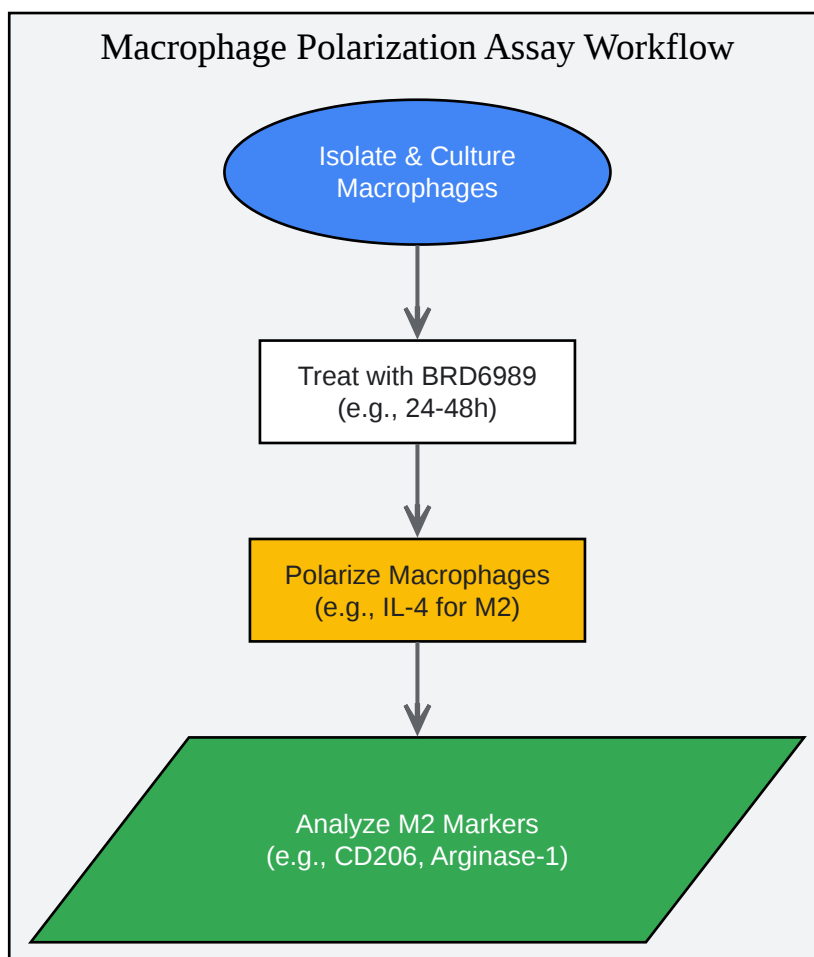 Macrophage Polarization Assay Workflow
Isolate & Culture
Macrophages
Treat with BRD6989
(e.g., 24-48h)
Polarize Macrophages
(e.g., IL-4 for M2)
Analyze M2 Markers
(e.g., CD206, Arginase-1)